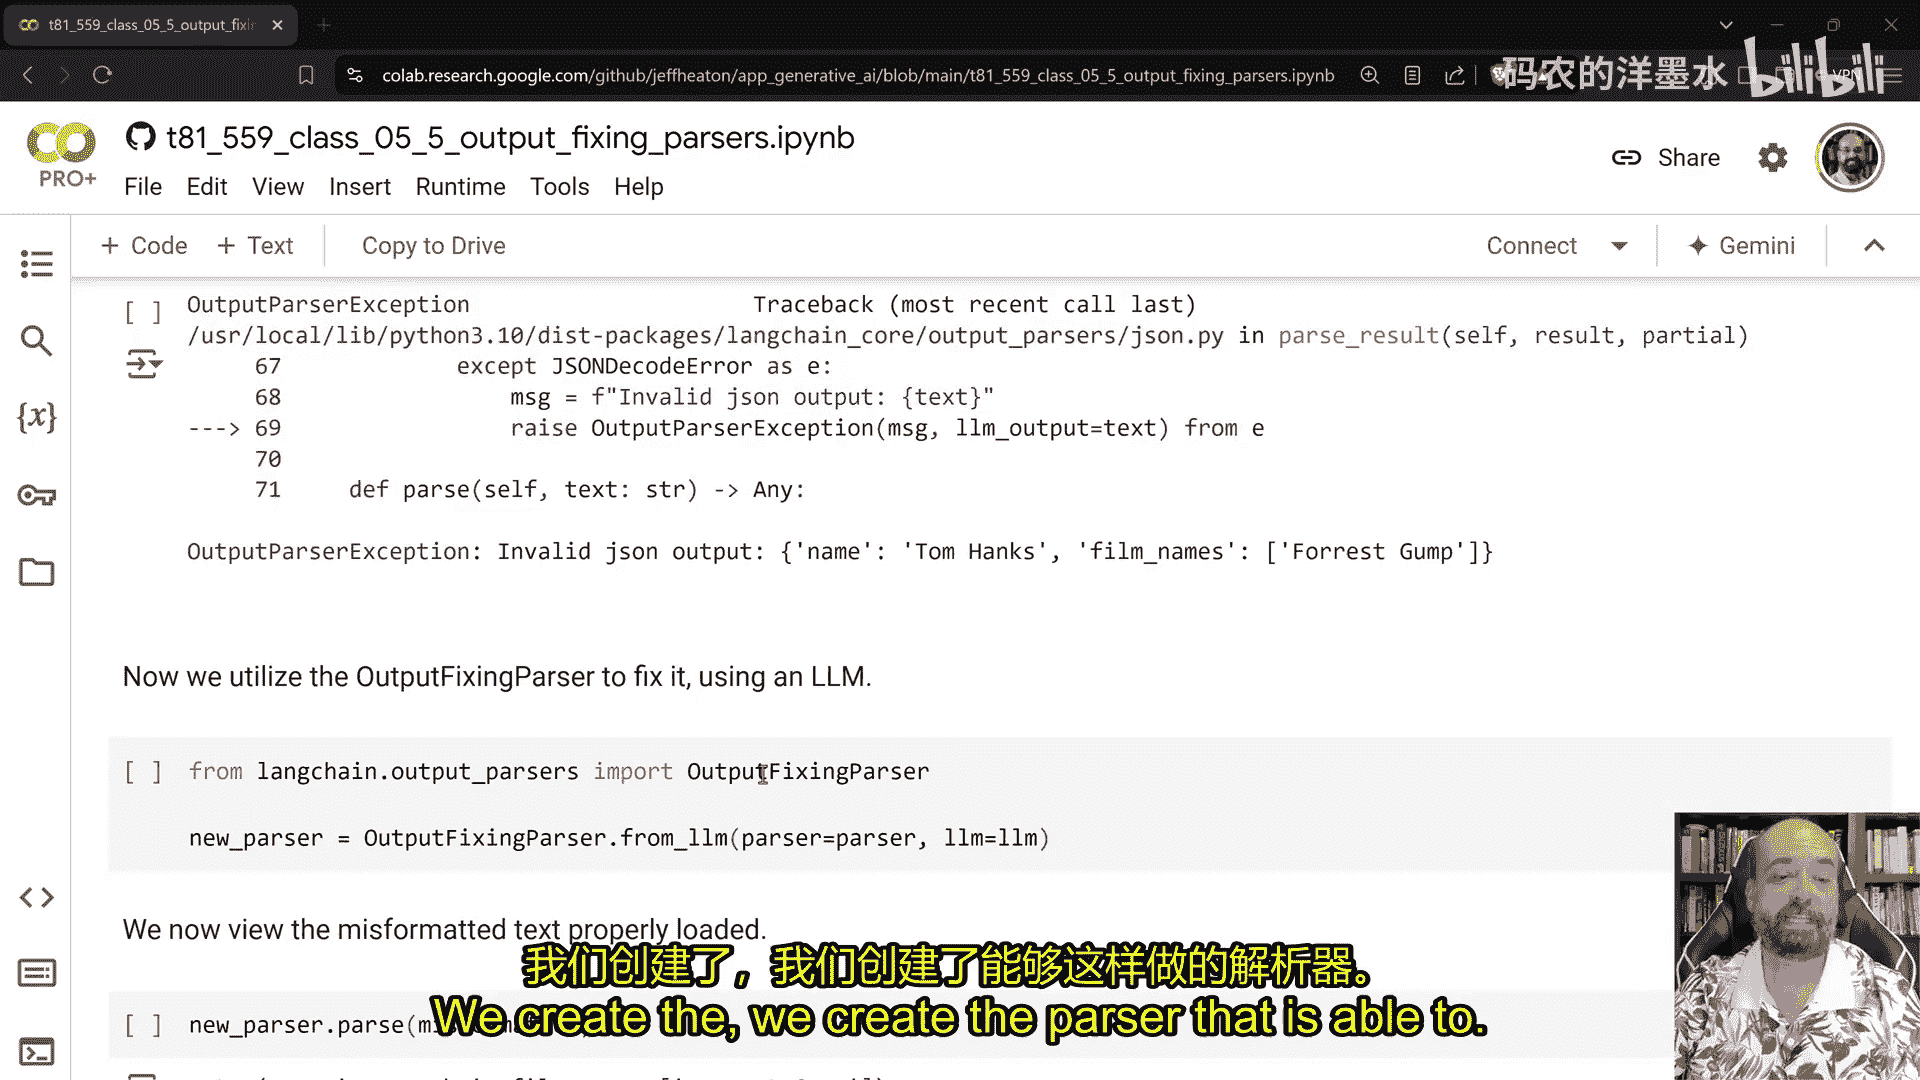 t81_559_class_05_5_output_fixin
colab.research.google.com/github/jeffheaton/app_generative_ai/blob/main/t81_559_class_05_5_output_fixing_parsers.ipynb
码农的洋墨水 bilibili
VPN
t81_559_class_05_5_output_fixing_parsers.ipynb
PRO+
File Edit View Insert Runtime Tools Help
Share
+ Code + Text Copy to Drive
Connect Gemini
[ ] OutputParserException Traceback (most recent call last)
/usr/local/lib/python3.10/dist-packages/langchain_core/output_parsers/json.py in parse_result(self, result, partial)
67 except JSONDecodeError as e:
68 msg = f"Invalid json output: {text}"
---> 69 raise OutputParserException(msg, llm_output=text) from e
70
71 def parse(self, text: str) -> Any:
OutputParserException: Invalid json output: {'name': 'Tom Hanks', 'film_names': ['Forrest Gump']}
Now we utilize the OutputFixingParser to fix it, using an LLM.
[ ] from langchain.output_parsers import OutputFixingParser
new_parser = OutputFixingParser.from_llm(parser=parser, llm=llm)
We now view the misformatted text properly loaded.
我们创建了，我们创建了能够这样做的解析器。
[ ] new_parser.parse(
We create the, we create the parser that is able to.